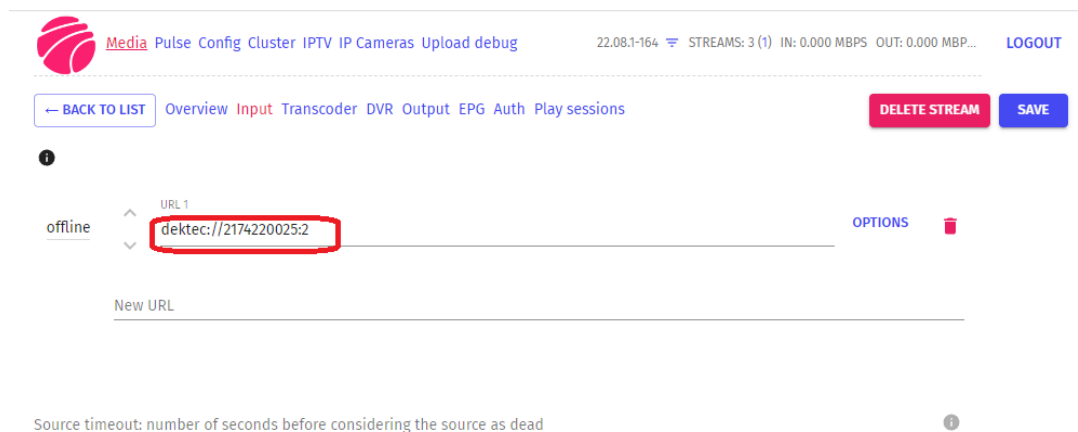 Media Pulse Config Cluster IPTV IP Cameras Upload debug 22.08.1-164 STREAMS: 3 (1) IN: 0.000 MBPS OUT: 0.000 MBP... LOGOUT
← BACK TO LIST Overview Input Transcoder DVR Output EPG Auth Play sessions DELETE STREAM SAVE
URL 1
offline dektec://2174220025:2 OPTIONS
New URL
Source timeout: number of seconds before considering the source as dead